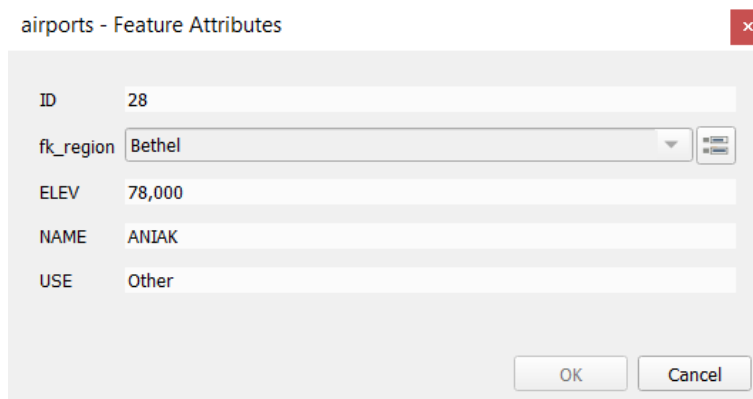 airports - Feature Attributes
ID 28
fk_region Bethel
ELEV 78,000
NAME ANIAK
USE Other
OK Cancel